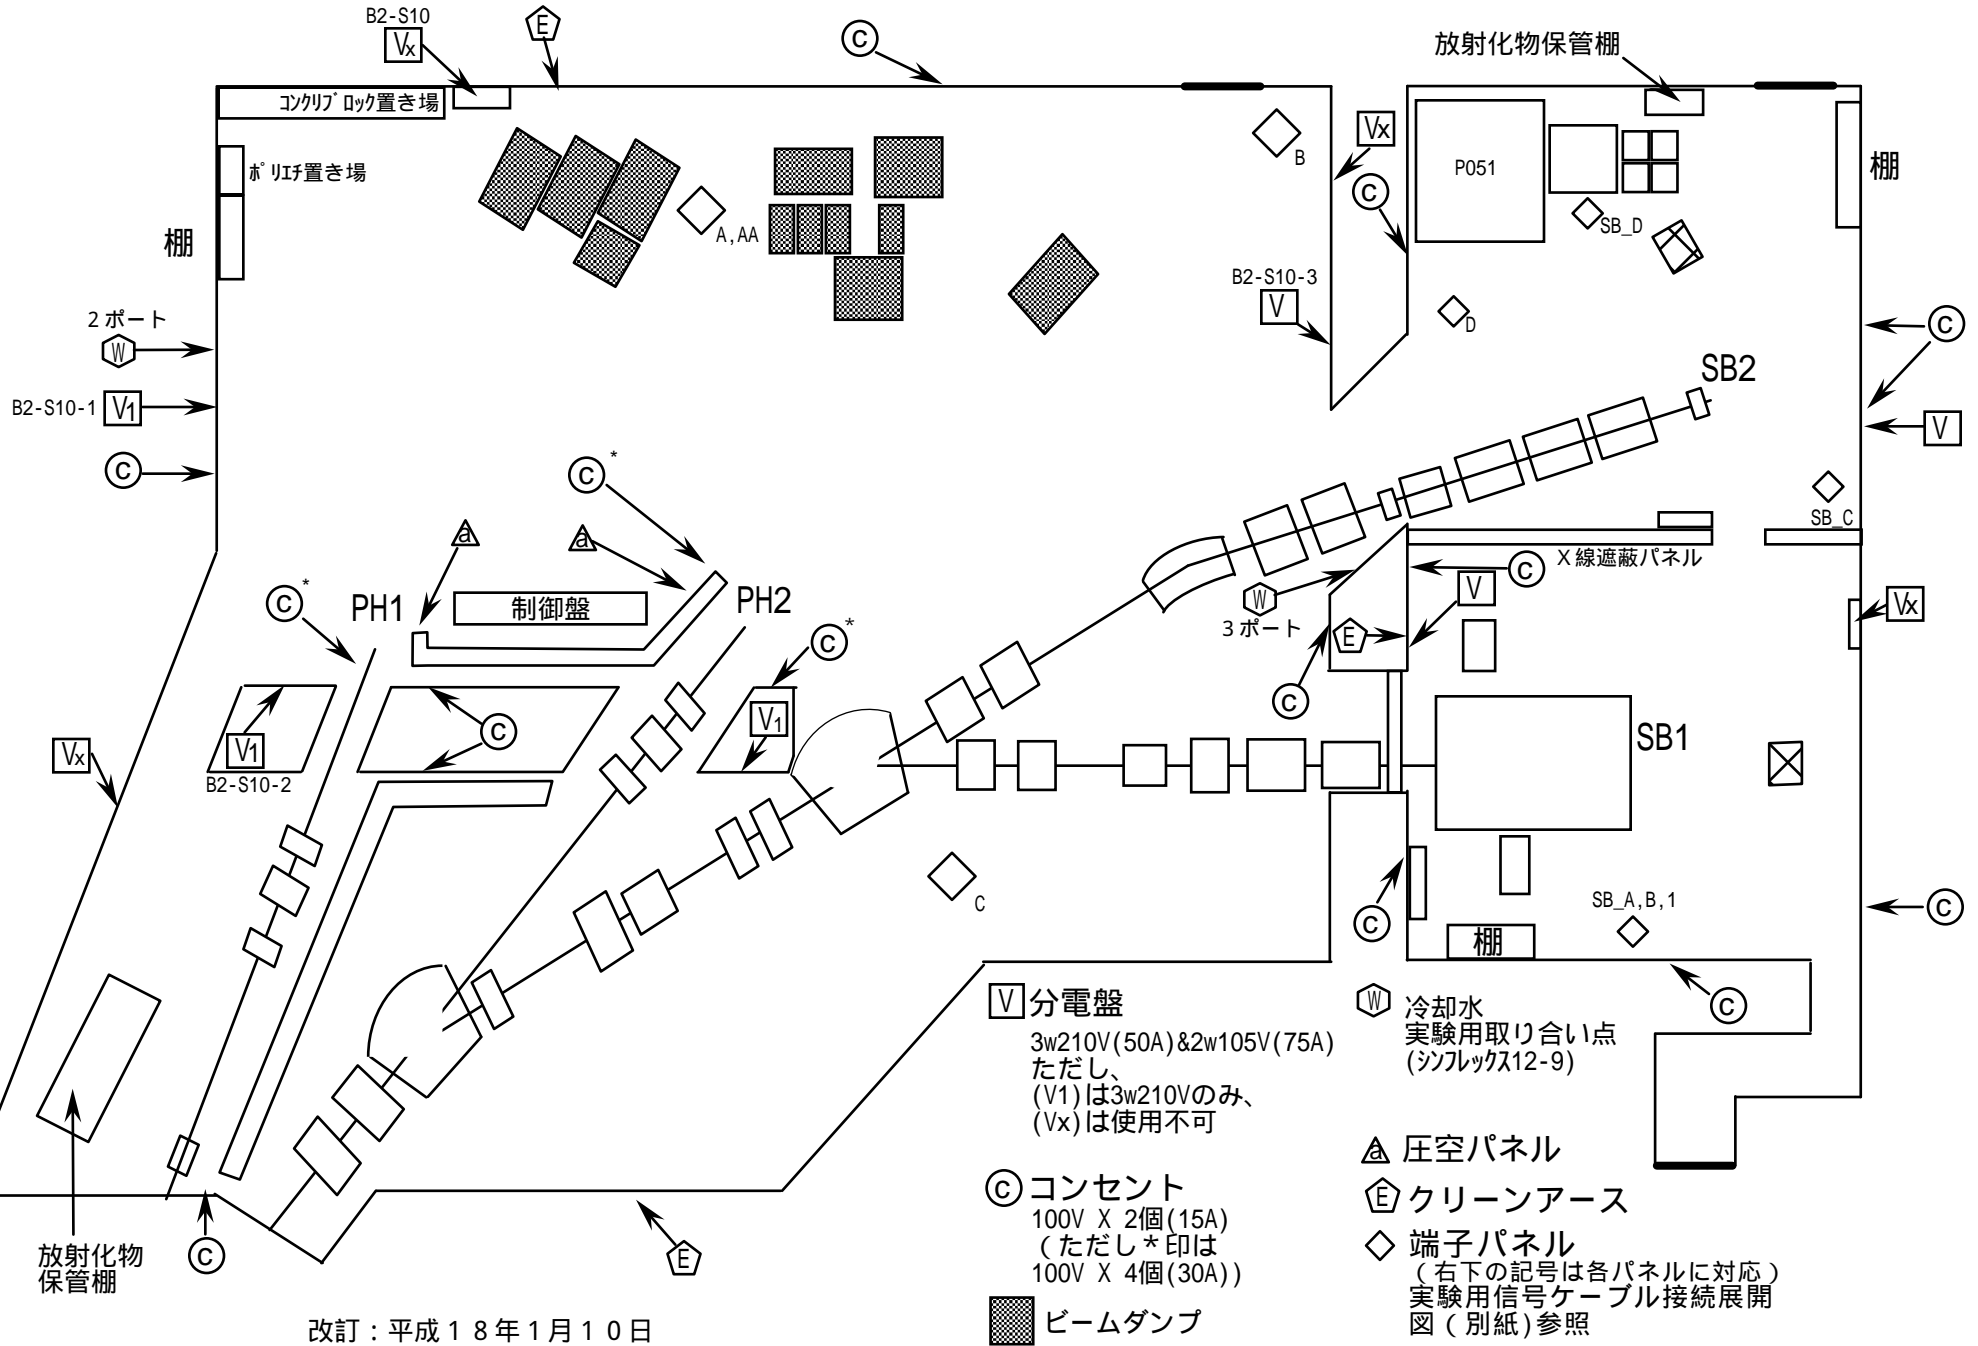 B2-S10
Vx
E
C
放射化物保管棚
コンクリブロック置き場
ポリエチ置き場
棚
A,AA
B
Vx
C
P051
SB_D
棚
D
B2-S10-3
V
2ポート
W
B2-S10-1 V1
C
C
SB2
V
C*
a
a
SB_C
X線遮蔽パネル
C
V
C*
PH1
制御盤
PH2
C*
W
3ポート
E
Vx
C
V1
B2-S10-2
C
V1
Vx
SB1
C
C
SB_A,B,1
棚
C
C
C
V 分電盤
3w210V(50A)&2w105V(75A)
ただし、
(V1)は3w210Vのみ、
(Vx)は使用不可
W 冷却水
実験用取り合い点
(シンフレックス12-9)
C コンセント
100V X 2個(15A)
(ただし*印は
100V X 4個(30A))
ビームダンプ
a 圧空パネル
E クリーンアース
端子パネル
(右下の記号は各パネルに対応)
実験用信号ケーブル接続展開
図(別紙)参照
放射化物
保管棚
C
E
改訂:平成18年1月10日